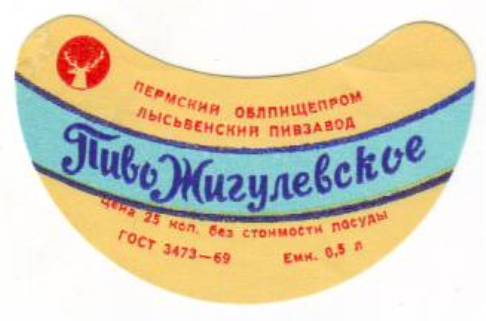 ПЕРМСКИЙ ОБЛПИЩЕПРОМ
ЛЫСЬВЕНСКИЙ ПИВЗАВОД
Пиво Жигулевское
Цена 25 коп. без стоимости посуды
ГОСТ 3473—69 Емк. 0,5 л